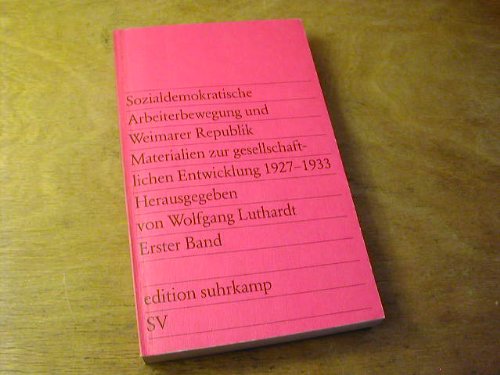 Sozialdemokratische
Arbeiterbewegung und
Weimarer Republik
Materialien zur gesellschaft-
lichen Entwicklung 1927–1933
Herausgegeben
von Wolfgang Luthardt
Erster Band
edition suhrkamp
SV